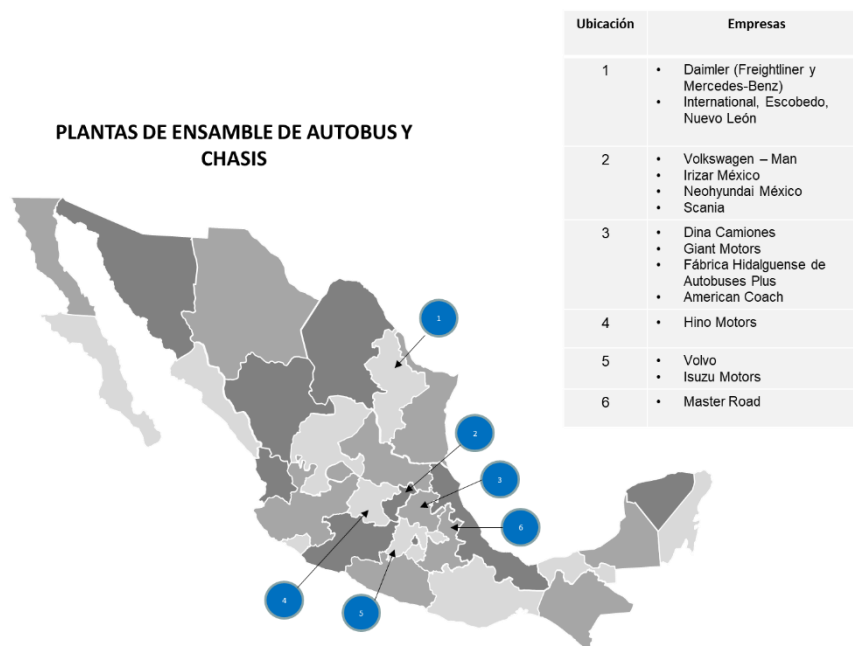 PLANTAS DE ENSAMBLE DE AUTOBUS Y
CHASIS
Ubicación Empresas
1
• Daimler (Freightliner y
Mercedes-Benz)
• International, Escobedo,
Nuevo León
2
• Volkswagen – Man
• Irizar México
• Neohyundai México
• Scania
3
• Dina Camiones
• Giant Motors
• Fábrica Hidalguense de
Autobuses Plus
• American Coach
4
• Hino Motors
5
• Volvo
• Isuzu Motors
6
• Master Road
1
2
3
6
4
5